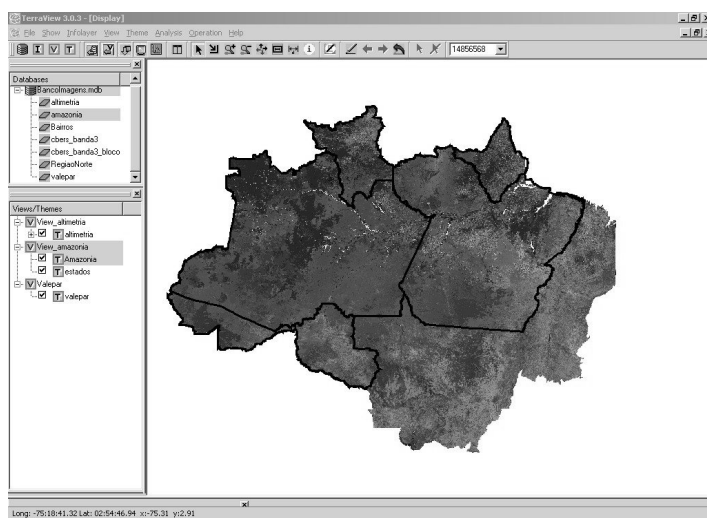 TerraView 3.0.3 - [Display]
File Show Infolayer View Theme Analysis Operation Help
I V T
i
14856568
Databases
BancoImagens.mdb
altimetria
amazonia
Bairros
cbers_banda3
cbers_banda3_bloco
RegiaoNorte
valepar
Views/Themes
V View_altimetria
T altimetria
V View_amazonia
T Amazonia
T estados
V Valepar
T valepar
Long: -75:18:41.32 Lat: 02:54:46.94 x:-75.31 y:2.91